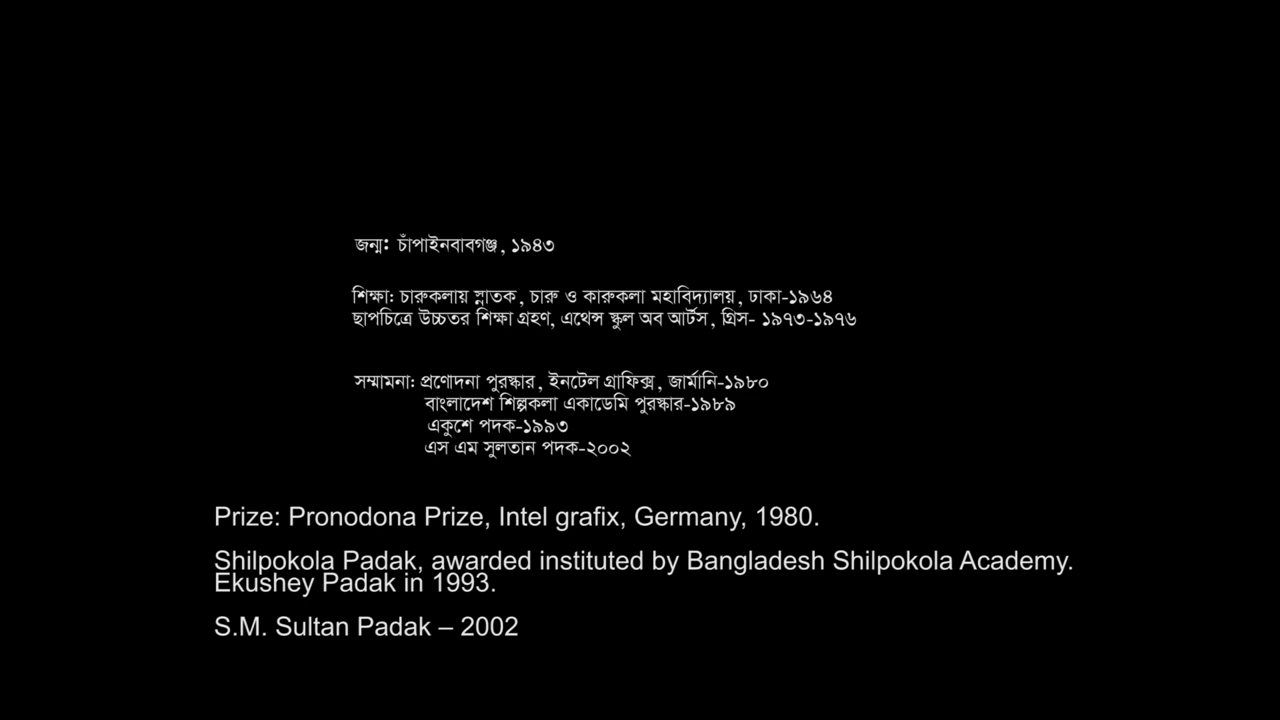 জন্ম: চাঁপাইনবাবগঞ্জ, ১৯৪৩
শিক্ষা: চারুকলায় স্নাতক, চারু ও কারুকলা মহাবিদ্যালয়, ঢাকা-১৯৬৪
ছাপচিত্রে উচ্চতর শিক্ষা গ্রহণ, এথেন্স স্কুল অব আর্টস, গ্রিস- ১৯৭৩-১৯৭৬
সম্মামনা: প্রণোদনা পুরস্কার, ইনটেল গ্রাফিক্স, জার্মানি-১৯৮০
বাংলাদেশ শিল্পকলা একাডেমি পুরস্কার-১৯৮৯
একুশে পদক-১৯৯৩
এস এম সুলতান পদক-২০০২
Prize: Pronodona Prize, Intel grafix, Germany, 1980.
Shilpokola Padak, awarded instituted by Bangladesh Shilpokola Academy.
Ekushey Padak in 1993.
S.M. Sultan Padak – 2002